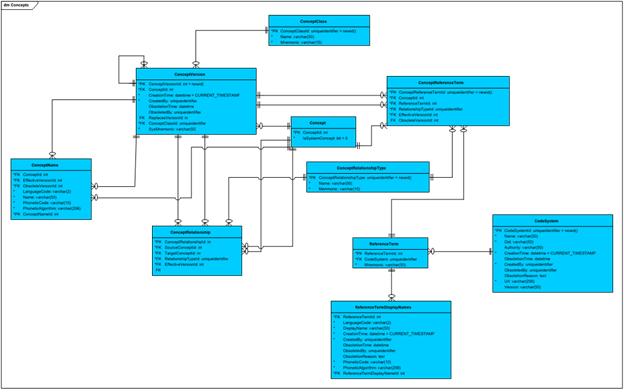 dm Concepts
ConceptClass
*PK ConceptClassId: uniqueidentifier = newid()
* Name: varchar(50)
* Mnemonic: varchar(10)
ConceptVersion
*PK ConceptVersionId: int = newid()
*FK ConceptId: int
* CreationTime: datetime = CURRENT_TIMESTAMP
* CreatedBy: uniqueidentifier
ObsoletionTime: datetime
ObsoletedBy: uniqueidentifier
FK ReplacesVersionId: int
*FK ConceptClassId: uniqueidentifier
* SysMnemonic: varchar(50)
ConceptReferenceTerm
*PK ConceptReferenceTermId: uniqueidentifier = newid()
*FK ConceptId: int
*FK ReferenceTermId: int
*FK RelationshipTypeId: uniqueidentifier
*FK EffectiveVersionId: int
FK ObsoleteVersionId: int
Concept
*PK ConceptId: int
* IsSystemConcept: bit = 0
ConceptName
*FK ConceptId: int
*FK EffectiveVersionId: int
FK ObsoleteVersionId: int
* LanguageCode: varchar(2)
* Name: varchar(50)
* PhoneticCode: varchar(10)
* PhoneticAlgorithm: varchar(256)
*PK ConceptNameId: int
ConceptRelationshipType
*PK ConceptRelationshipType: uniqueidentifier = newid()
* Name: varchar(50)
* Mnemonic: varchar(10)
ConceptRelationship
*PK ConceptRelationshipId: int
*FK SourceConceptId: int
*FK TargetConceptId: int
*FK RelationshipTypeId: uniqueidentifier
*FK EffectiveVersionId: int
FK
ReferenceTerm
*PK ReferenceTermId: int
*FK CodeSystem: uniqueidentifier
* Mnemonic: varchar(50)
CodeSystem
*PK CodeSystemId: uniqueidentifier = newid()
* Name: varchar(50)
* Oid: varchar(50)
* Authority: varchar(50)
* CreationTime: datetime = CURRENT_TIMESTAMP
ObsoletionTime: datetime
* CreatedBy: uniqueidentifier
ObsoletedBy: uniqueidentifier
ObsoletionReason: text
* Url: varchar(256)
Version: varchar(20)
ReferenceTermDisplayNames
*FK ReferenceTermId: int
* LanguageCode: varchar(2)
* DisplayName: varchar(50)
* CreationTime: datetime = CURRENT_TIMESTAMP
* CreatedBy: uniqueidentifier
ObsoletionTime: datetime
ObsoletedBy: uniqueidentifier
ObsoletionReason: text
* PhoneticCode: varchar(10)
* PhoneticAlgorithm: varchar(256)
*PK ReferenceTermDisplayNameId: int